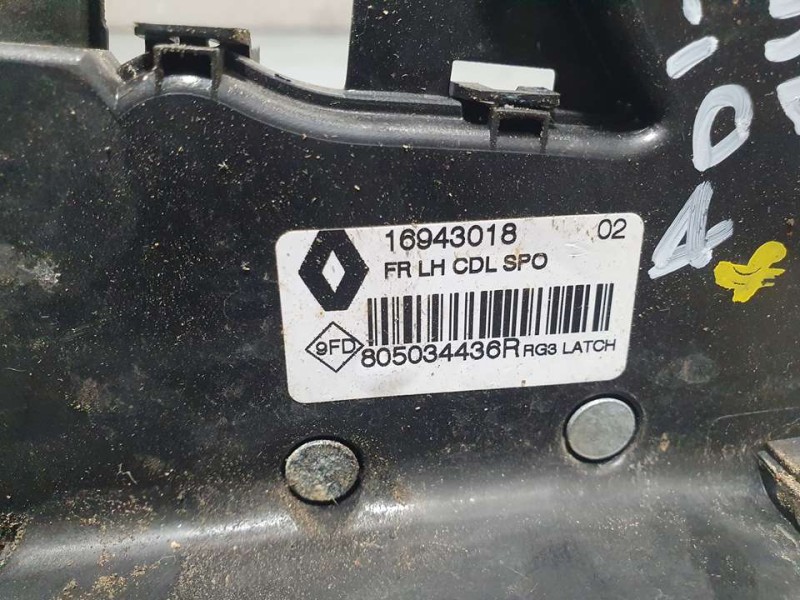 16943018 02
FR LH CDL SPO
9FD
805034436R RG3 LATCH